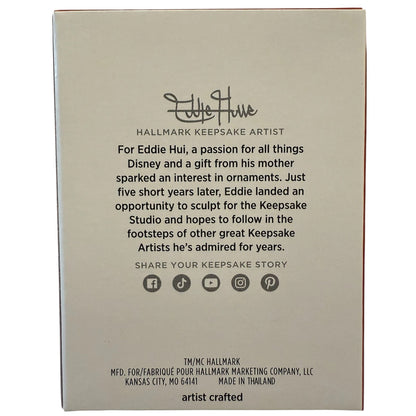 Eddie Hui
HALLMARK KEEPSAKE ARTIST
For Eddie Hui, a passion for all things
Disney and a gift from his mother
sparked an interest in ornaments. Just
five short years later, Eddie landed an
opportunity to sculpt for the Keepsake
Studio and hopes to follow in the
footsteps of other great Keepsake
Artists he's admired for years.
SHARE YOUR KEEPSAKE STORY
TM/MC HALLMARK
MFD. FOR/FABRIQUÉ POUR HALLMARK MARKETING COMPANY, LLC
KANSAS CITY, MO 64141 MADE IN THAILAND
artist crafted